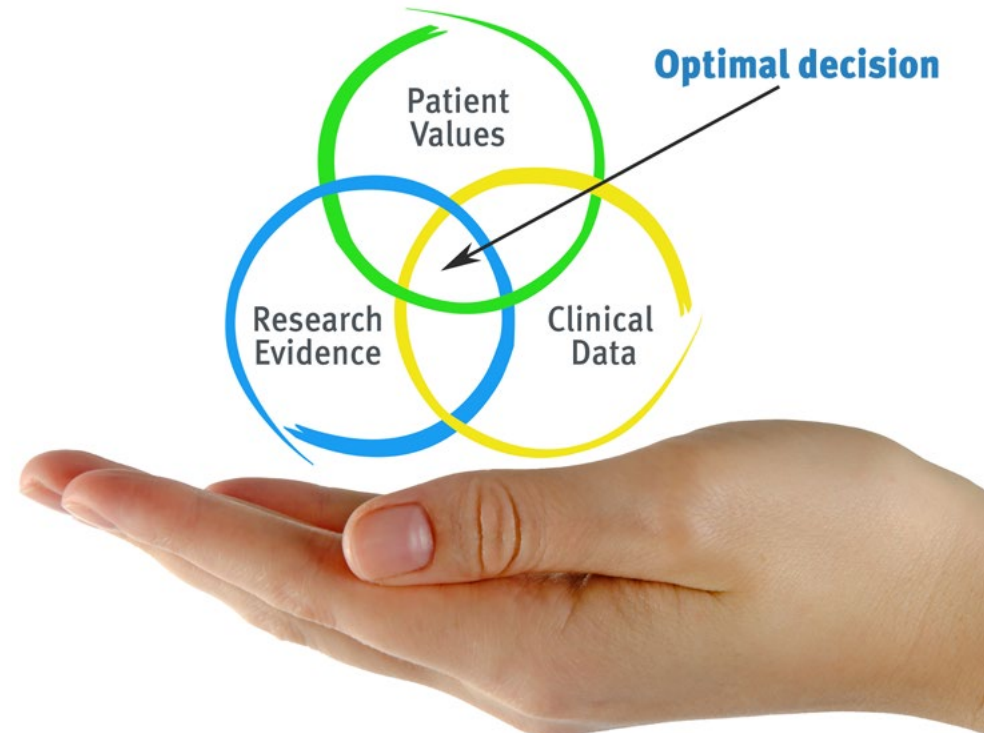 Optimal decision
Patient
Values
Research
Evidence
Clinical
Data